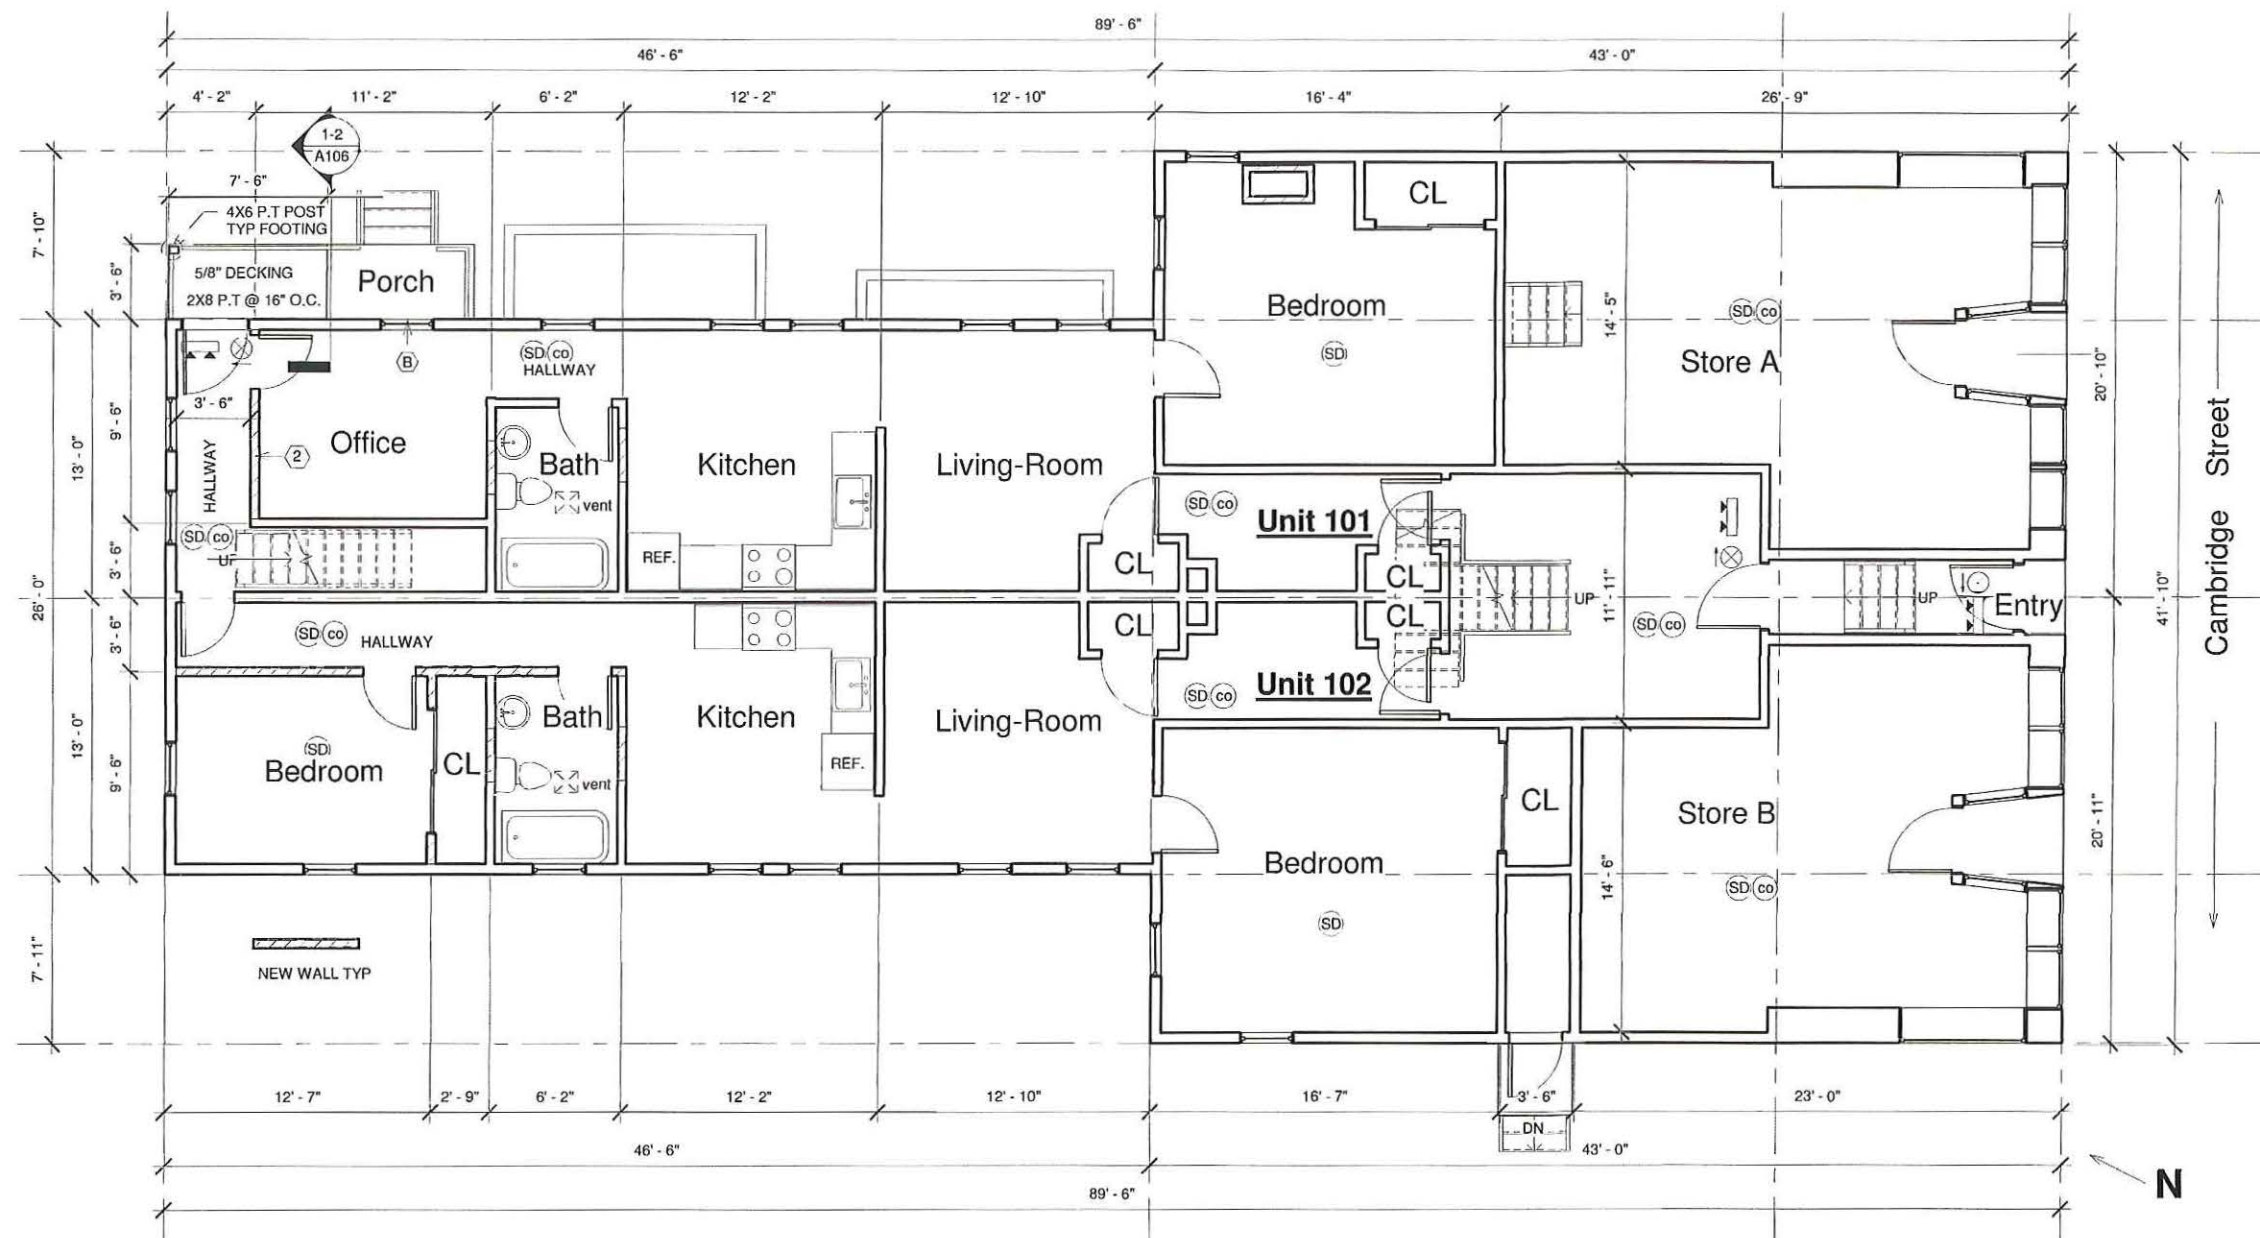 89' - 6"
46' - 6"
43' - 0"
4' - 2"
11' - 2"
6' - 2"
12' - 2"
12' - 10"
16' - 4"
26' - 9"
1-2
A106
7' - 6"
4X6 P.T POST
TYP FOOTING
5/8" DECKING
2X8 P.T @ 16" O.C.
Porch
7' - 10"
3' - 6"
CL
Bedroom
SD
14' - 5"
SD co
Store A
20' - 10"
41' - 10"
Cambridge Street
B
SD co
HALLWAY
3' - 6"
HALLWAY
2
Office
Bath
vent
Kitchen
REF.
Living-Room
9' - 6"
13' - 0"
26' - 0"
3' - 6"
SD co
UP
CL
SD co
Unit 101
CL
UP
11' - 11"
SD co
UP
Entry
3' - 6"
SD co
HALLWAY
CL
CL
SD co
Unit 102
13' - 0"
9' - 6"
SD
Bedroom
CL
Bath
vent
Kitchen
REF.
Living-Room
Bedroom
SD
CL
14' - 6"
Store B
SD co
20' - 11"
7' - 11"
NEW WALL TYP
12' - 7"
2' - 9"
6' - 2"
12' - 2"
12' - 10"
16' - 7"
3' - 6"
23' - 0"
DN
46' - 6"
43' - 0"
89' - 6"
N